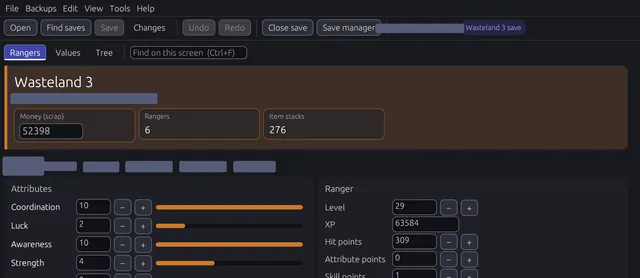 File Backups Edit View Tools Help
Open Find saves Save Changes Undo Redo Close save Save manager Wasteland 3 save
Rangers Values Tree Find on this screen (Ctrl+F)
Wasteland 3
Money (scrap) Rangers Item stacks
52398 6 276
Attributes Ranger
Coordination 10 − + Level 29 − +
Luck 2 − + XP 63584
Awareness 10 − + Hit points 309 − +
Strength 4 − + Attribute points 0 − +
Skill points 1 − +